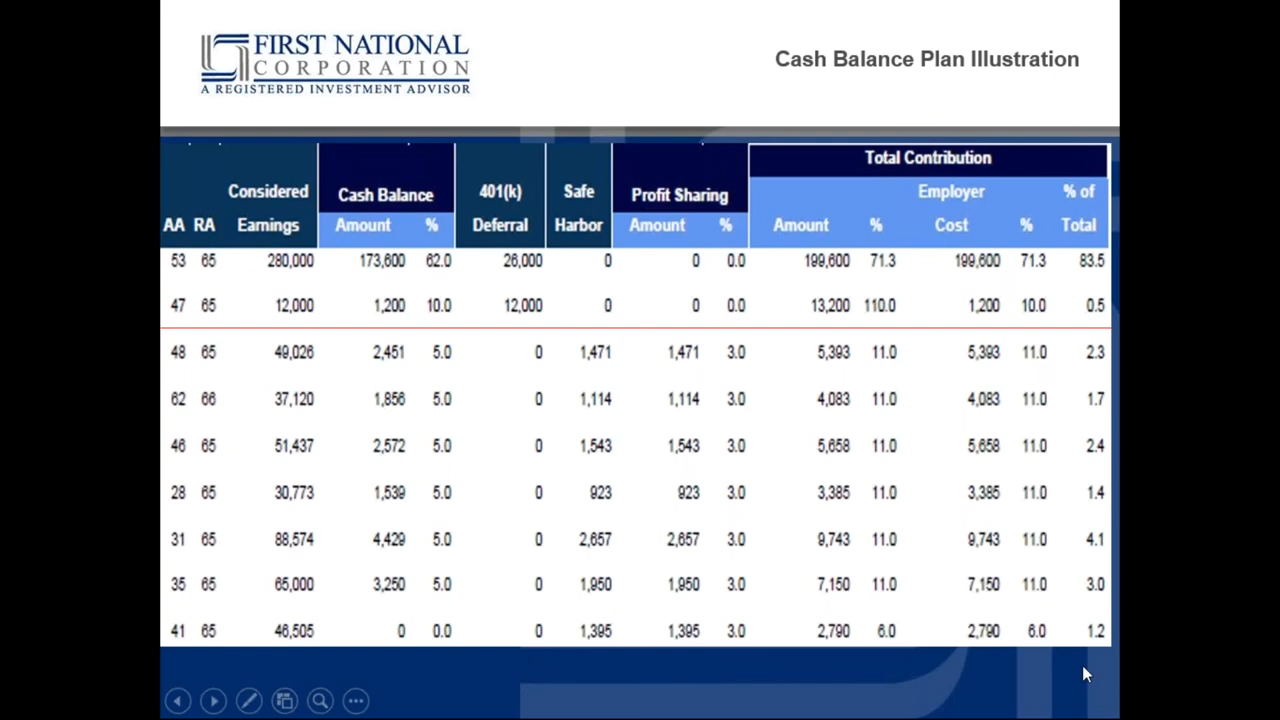 FIRST NATIONAL
CORPORATION
A REGISTERED INVESTMENT ADVISOR
Cash Balance Plan Illustration
Total Contribution
Considered Cash Balance 401(k) Safe Profit Sharing Employer % of
AA RA Earnings Amount % Deferral Harbor Amount % Amount % Cost % Total
53 65 280,000 173,600 62.0 26,000 0 0 0.0 199,600 71.3 199,600 71.3 83.5
47 65 12,000 1,200 10.0 12,000 0 0 0.0 13,200 110.0 1,200 10.0 0.5
48 65 49,026 2,451 5.0 0 1,471 1,471 3.0 5,393 11.0 5,393 11.0 2.3
62 66 37,120 1,856 5.0 0 1,114 1,114 3.0 4,083 11.0 4,083 11.0 1.7
46 65 51,437 2,572 5.0 0 1,543 1,543 3.0 5,658 11.0 5,658 11.0 2.4
28 65 30,773 1,539 5.0 0 923 923 3.0 3,385 11.0 3,385 11.0 1.4
31 65 88,574 4,429 5.0 0 2,657 2,657 3.0 9,743 11.0 9,743 11.0 4.1
35 65 65,000 3,250 5.0 0 1,950 1,950 3.0 7,150 11.0 7,150 11.0 3.0
41 65 46,505 0 0.0 0 1,395 1,395 3.0 2,790 6.0 2,790 6.0 1.2